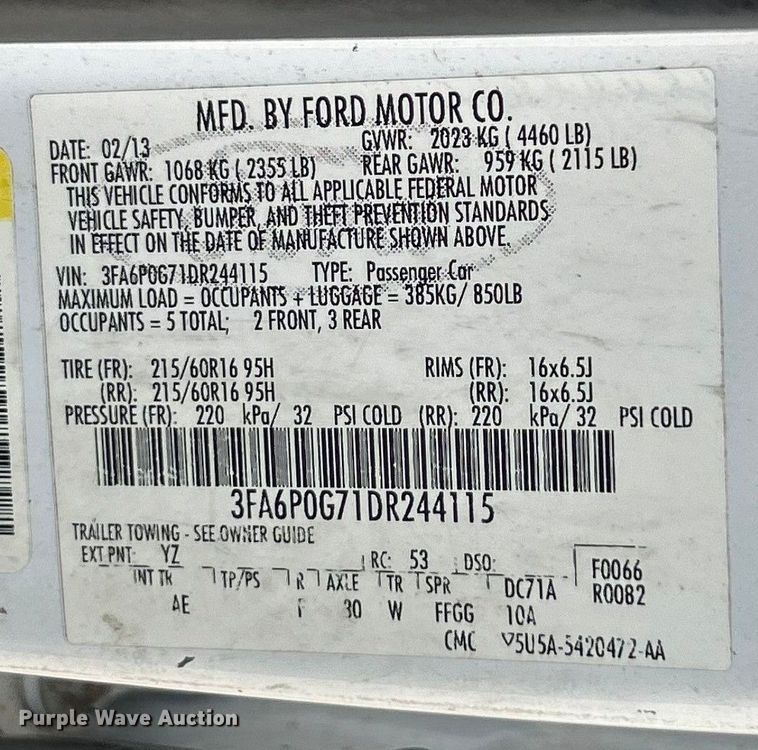 MFD. BY FORD MOTOR CO.
DATE: 02/13 GVWR: 2023 KG ( 4460 LB)
FRONT GAWR: 1068 KG ( 2355 LB) REAR GAWR: 959 KG ( 2115 LB)
THIS VEHICLE CONFORMS TO ALL APPLICABLE FEDERAL MOTOR
VEHICLE SAFETY, BUMPER, AND THEFT PREVENTION STANDARDS
IN EFFECT ON THE DATE OF MANUFACTURE SHOWN ABOVE.
VIN: 3FA6P0G71DR244115 TYPE: Passenger Car
MAXIMUM LOAD = OCCUPANTS + LUGGAGE = 385KG/ 850LB
OCCUPANTS = 5 TOTAL; 2 FRONT, 3 REAR
TIRE (FR): 215/60R16 95H RIMS (FR): 16x6.5J
(RR): 215/60R16 95H (RR): 16x6.5J
PRESSURE (FR): 220 kPa/ 32 PSI COLD (RR): 220 kPa/ 32 PSI COLD
3FA6P0G71DR244115
TRAILER TOWING - SEE OWNER GUIDE
EXT PNT: YZ RC: 53 DSO: F0066
INT TR TP/PS R AXLE TR SPR DC71A R0082
AE 30 W FFGG 10A
CMC V5U5A-5420472-AA
Purple Wave Auction